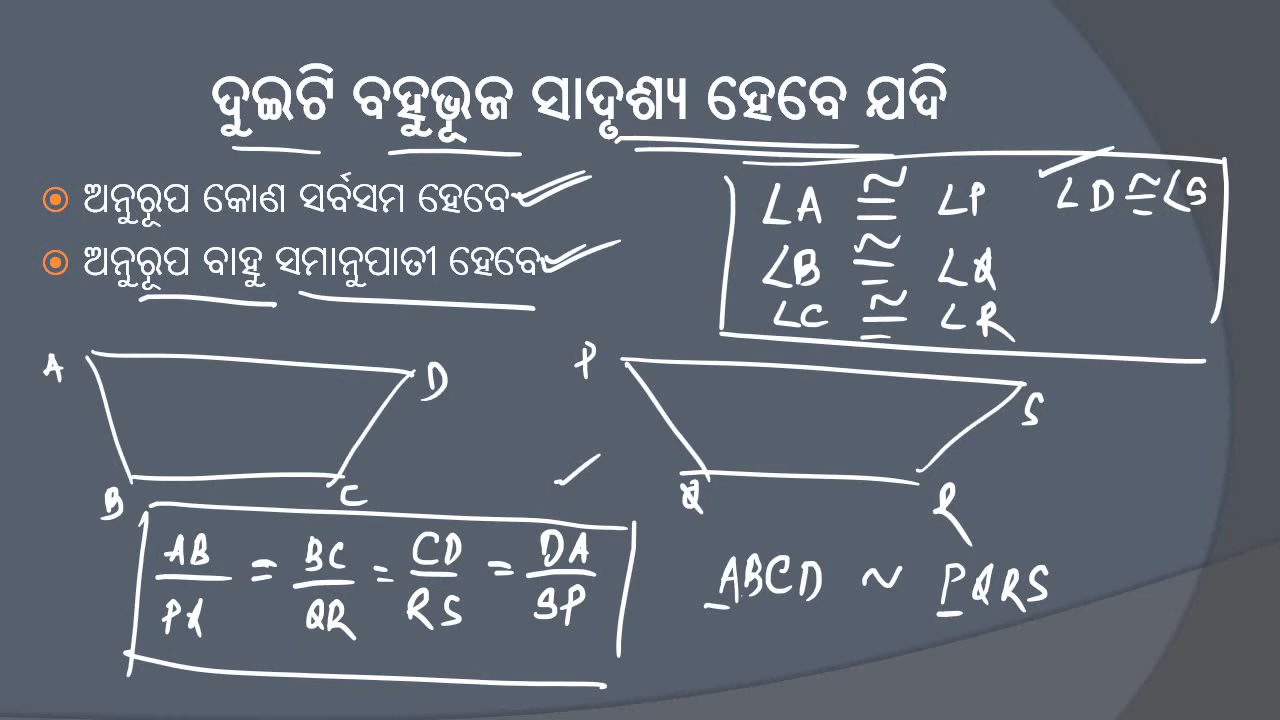 ଦୁଇଟି ବହୁଭୂଜ ସାଦୃଶ୍ୟ ହେବେ ଯଦି
ଅନୁରୂପ କୋଣ ସର୍ବସମ ହେବେ
ଅନୁରୂପ ବାହୁ ସମାନୁପାତୀ ହେବେ
∠A ≅ ∠P ∠D ≅ ∠S
∠B ≅ ∠Q
∠C ≅ ∠R
A D P S
B C Q R
AB/PQ = BC/QR = CD/RS = DA/SP
ABCD ~ PQRS